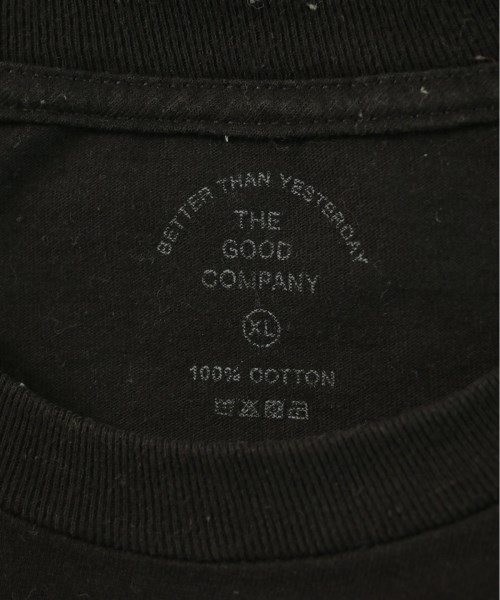 BETTER THAN YESTERDAY
THE
GOOD
COMPANY
XL
100% COTTON